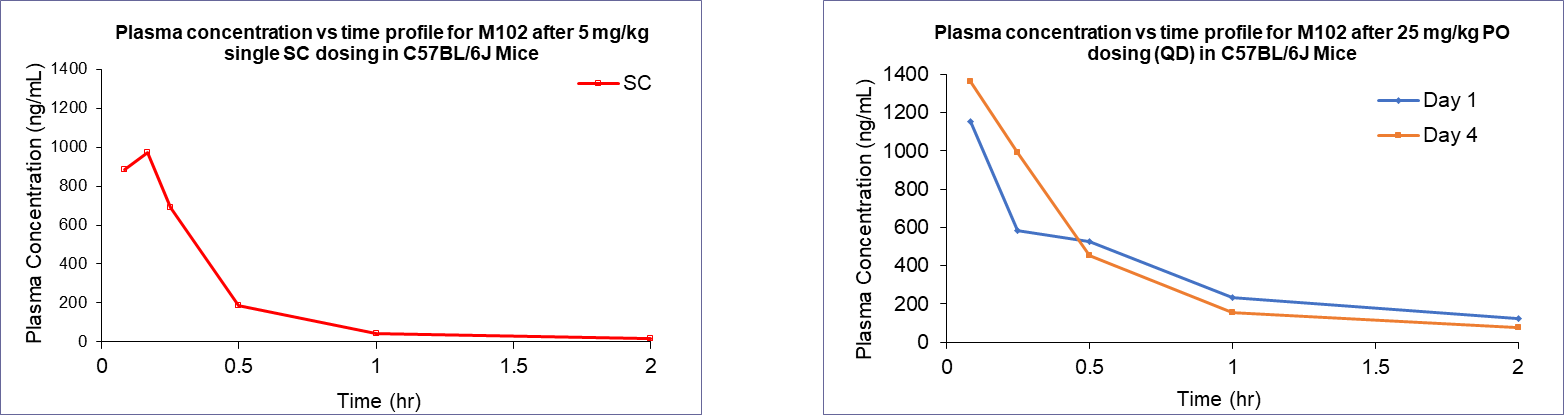 Plasma concentration vs time profile for M102 after 5 mg/kg
single SC dosing in C57BL/6J Mice
1400
1200
1000
800
600
400
200
0
Plasma Concentration (ng/mL)
SC
0
0.5
1
1.5
2
Time (hr)
Plasma concentration vs time profile for M102 after 25 mg/kg PO
dosing (QD) in C57BL/6J Mice
1400
1200
1000
800
600
400
200
0
Plasma Concentration (ng/mL)
Day 1
Day 4
0
0.5
1
1.5
2
Time (hr)